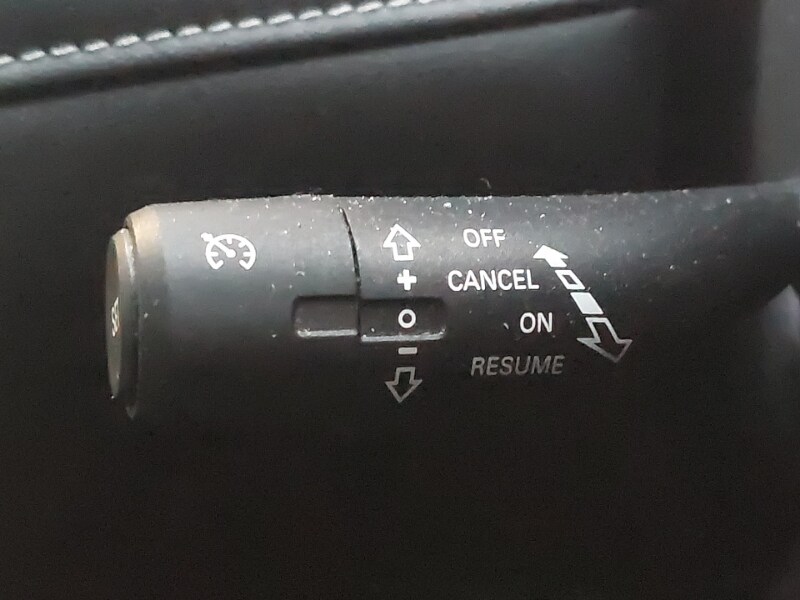 OFF
+ CANCEL
O ON
- RESUME